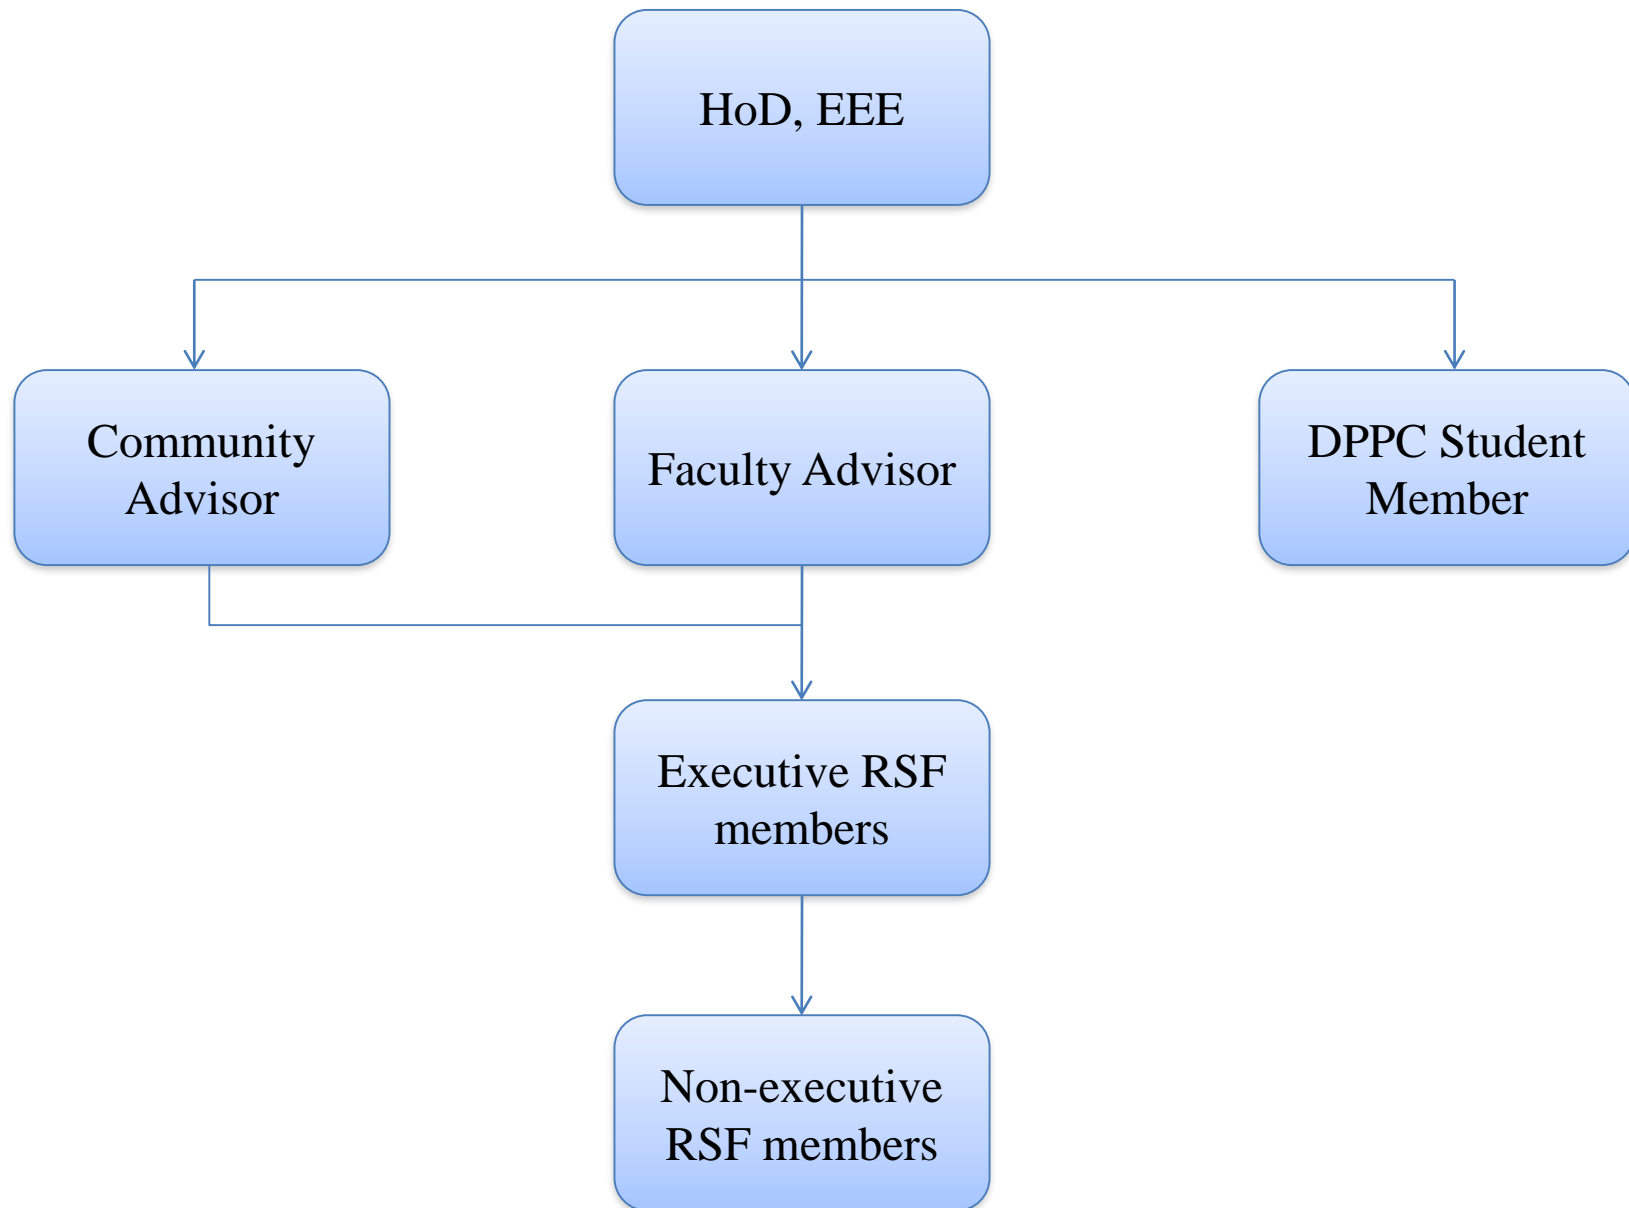 HoD, EEE
Community
Advisor
Faculty Advisor
DPPC Student
Member
Executive RSF
members
Non-executive
RSF members